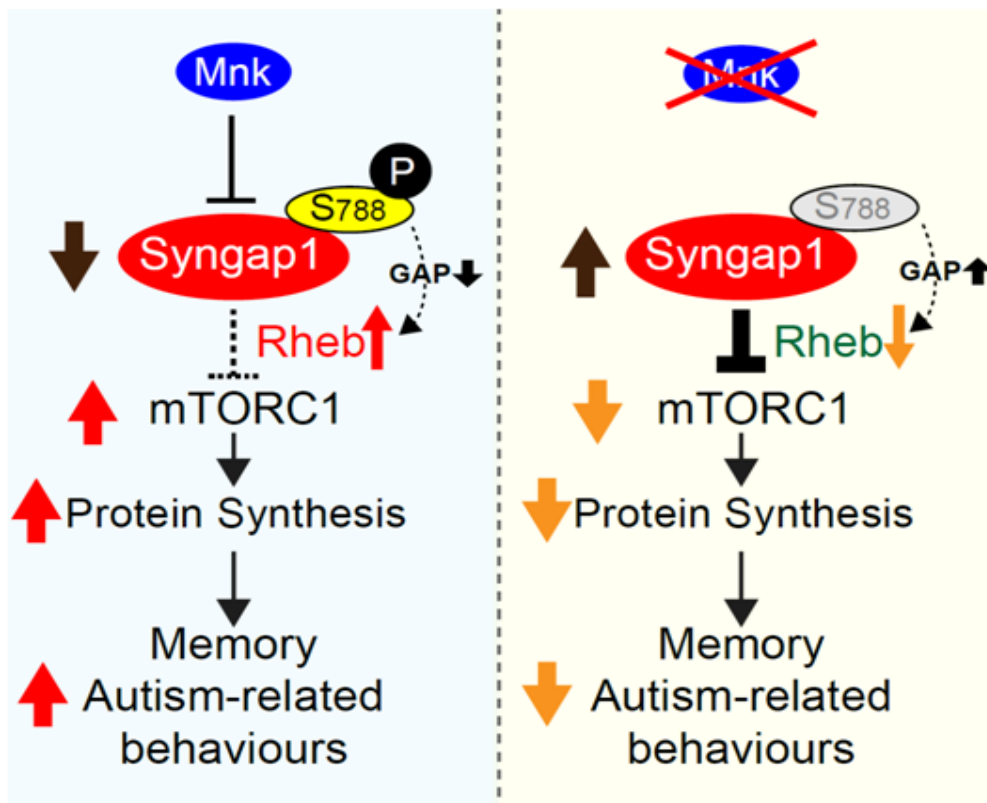 Mnk
P
S788
Syngap1
GAP
Rheb
mTORC1
Protein Synthesis
Memory
Autism-related
behaviours
Mnk
S788
Syngap1
GAP
Rheb
mTORC1
Protein Synthesis
Memory
Autism-related
behaviours